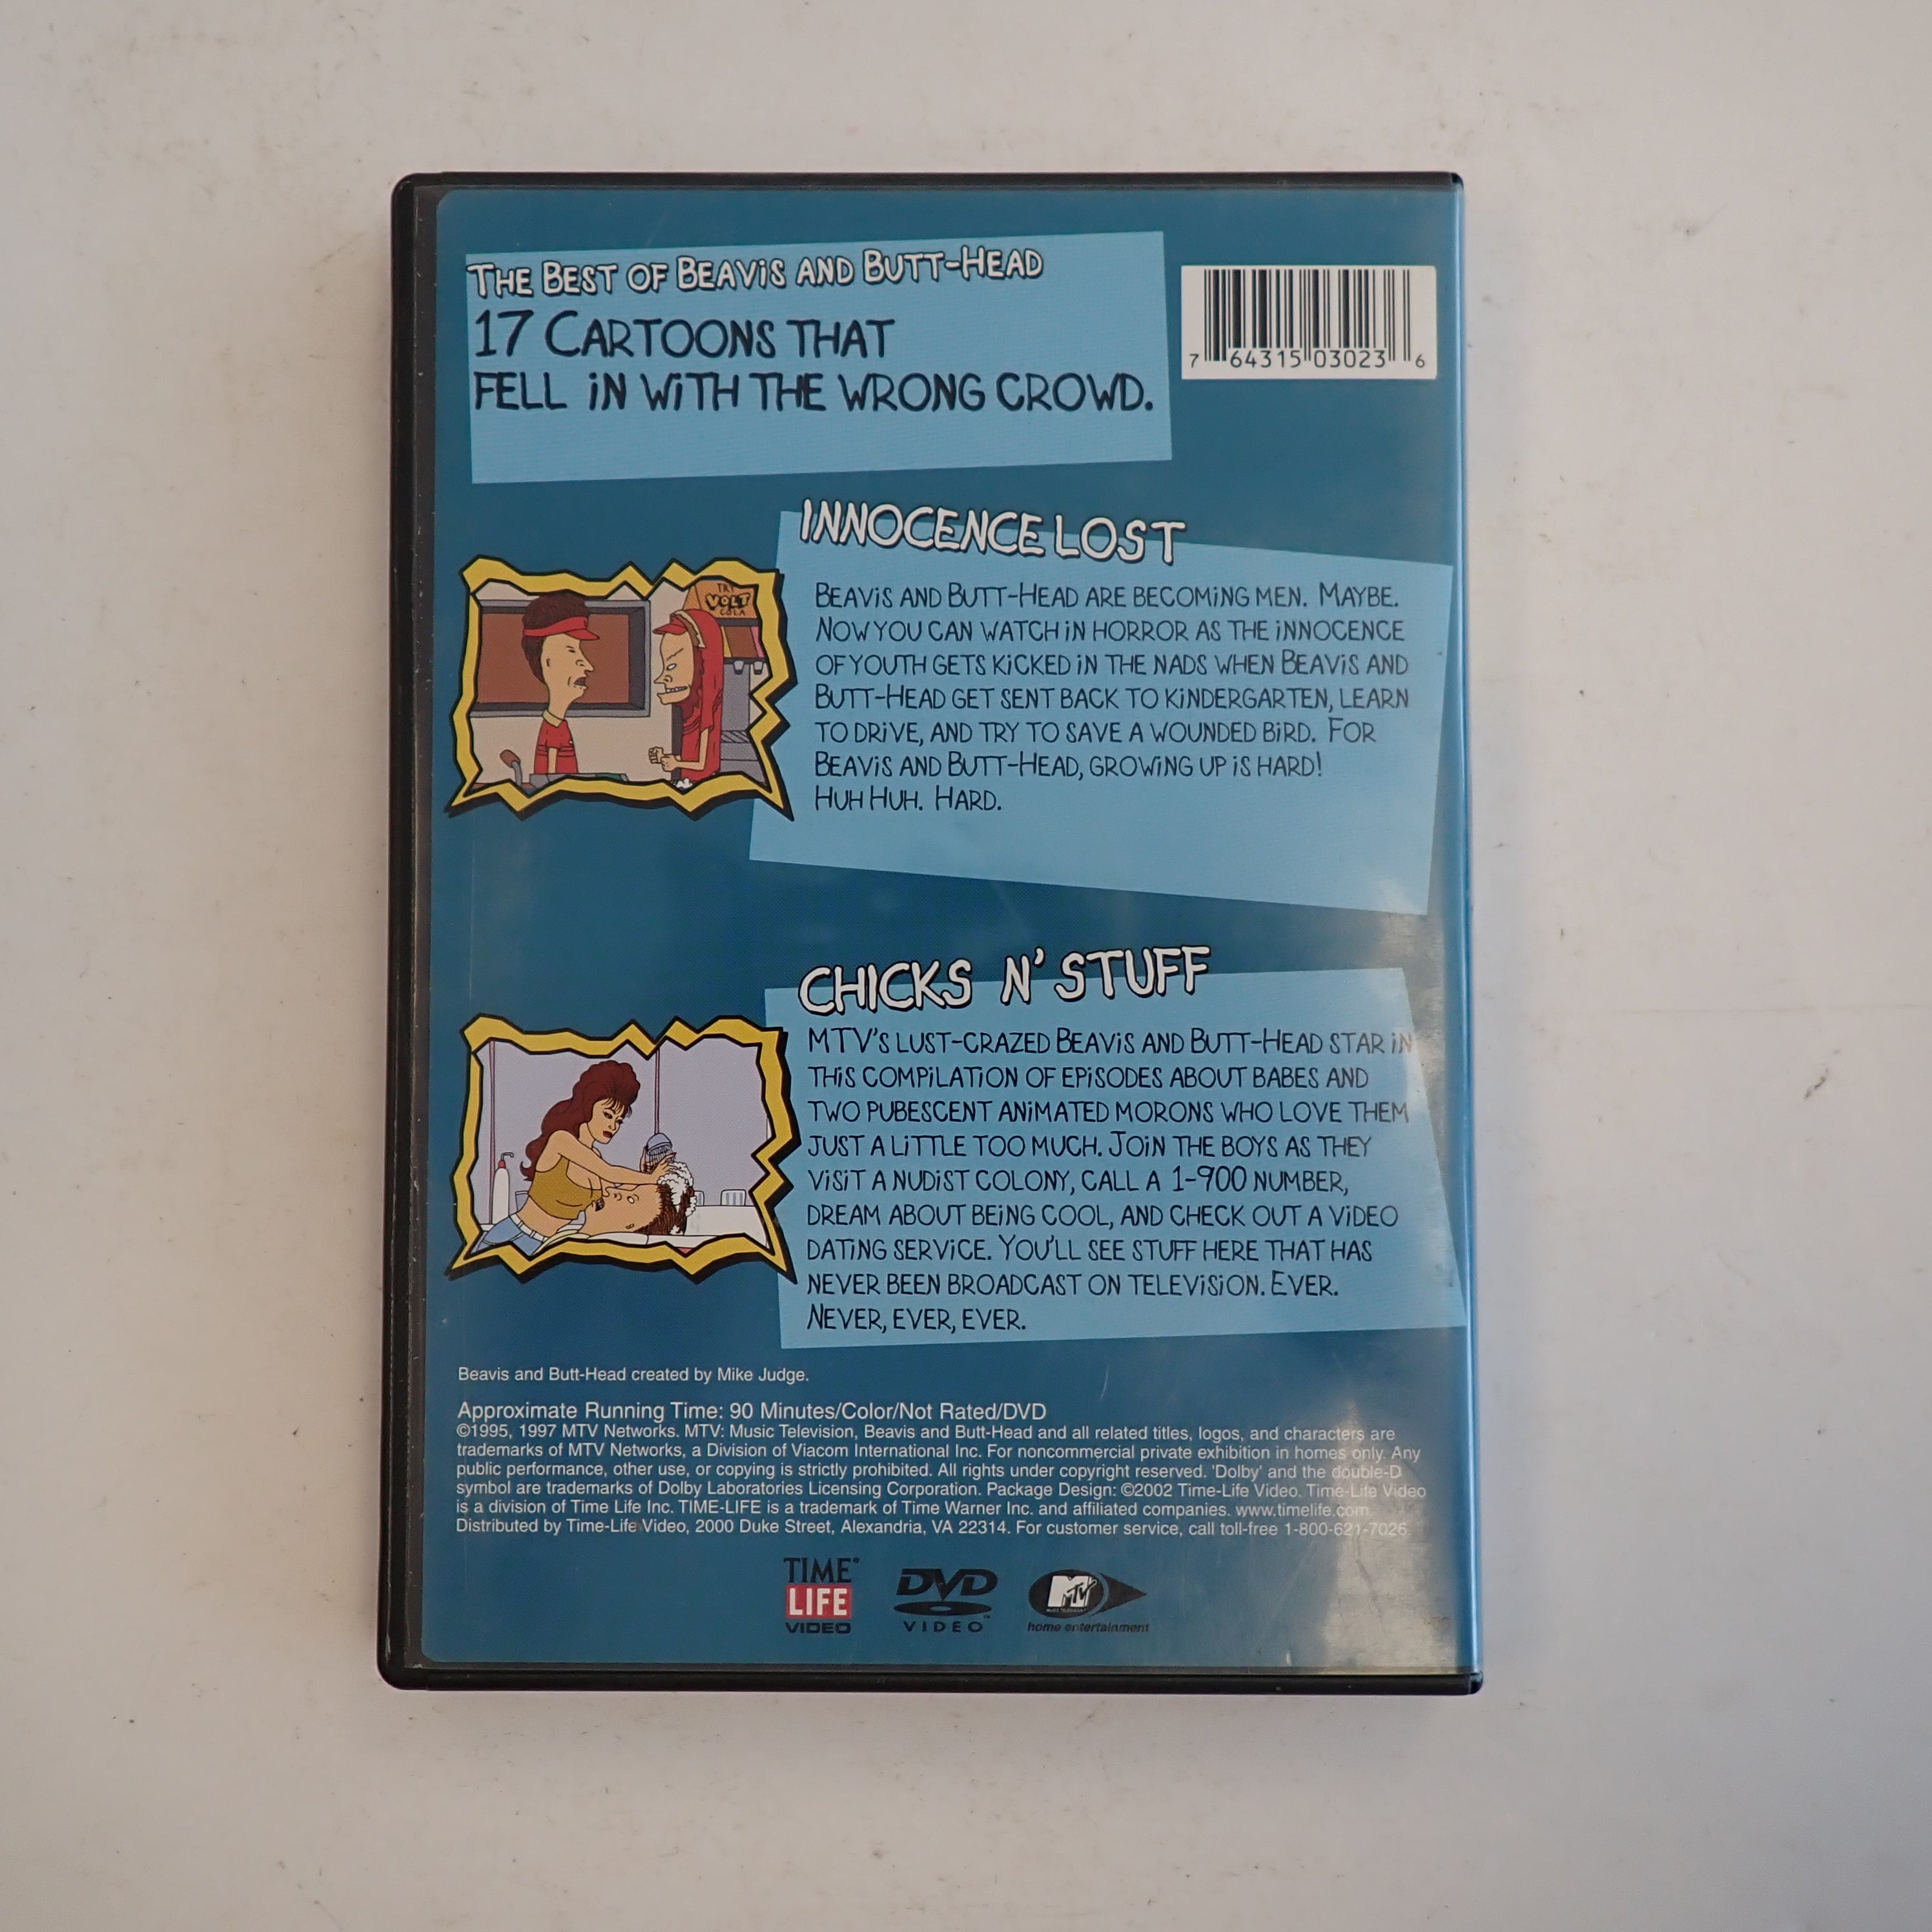 The Best of Beavis and Butt-Head
17 Cartoons that
fell in with the wrong crowd.
7 64315 03023 6
INNOCENCE LOST
TRY
VOLT
COLA
Beavis and Butt-Head are becoming men. Maybe.
Now you can watch in horror as the innocence
of youth gets kicked in the nads when Beavis and
Butt-Head get sent back to kindergarten, learn
to drive, and try to save a wounded bird. For
Beavis and Butt-Head, growing up is hard!
Huh Huh. Hard.
CHICKS N' STUFF
MTV's lust-crazed Beavis and Butt-Head star in
this compilation of episodes about babes and
two pubescent animated morons who love them
just a little too much. Join the boys as they
visit a nudist colony, call a 1-900 number,
dream about being cool, and check out a video
dating service. You'll see stuff here that has
never been broadcast on television. Ever.
Never, ever, ever.
Beavis and Butt-Head created by Mike Judge.
Approximate Running Time: 90 Minutes/Color/Not Rated/DVD
©1995, 1997 MTV Networks. MTV: Music Television, Beavis and Butt-Head and all related titles, logos, and characters are
trademarks of MTV Networks, a Division of Viacom International Inc. For noncommercial private exhibition in homes only. Any
public performance, other use, or copying is strictly prohibited. All rights under copyright reserved. 'Dolby' and the double-D
symbol are trademarks of Dolby Laboratories Licensing Corporation. Package Design: ©2002 Time-Life Video. Time-Life Video
is a division of Time Life Inc. TIME-LIFE is a trademark of Time Warner Inc. and affiliated companies. www.timelife.com
Distributed by Time-Life Video, 2000 Duke Street, Alexandria, VA 22314. For customer service, call toll-free 1-800-621-7026.
TIME®
LIFE
VIDEO
DVD
VIDEO™
MTV
MUSIC TELEVISION
home entertainment